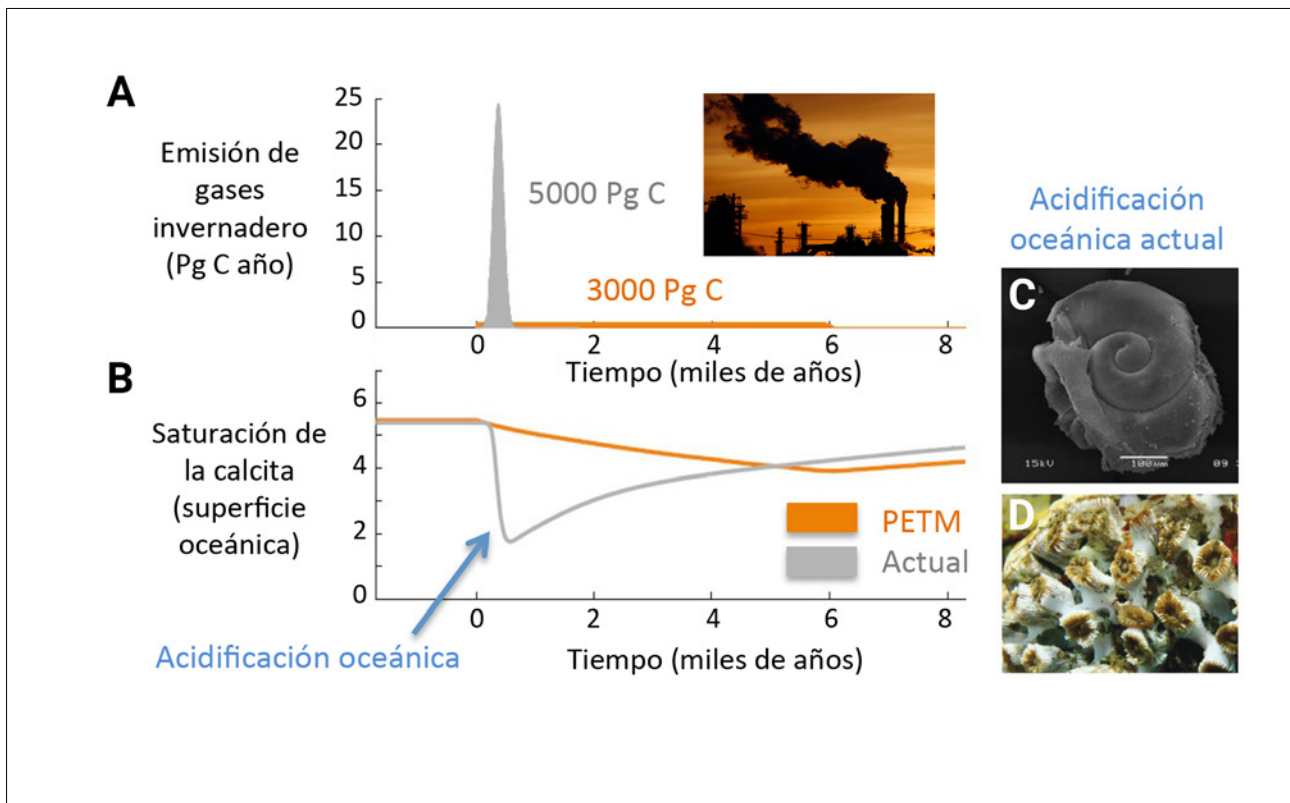 A
Emisión de
gases
invernadero
(Pg C año)
25
20
15
10
5
0
5000 Pg C
3000 Pg C
0 2 4 6 8
Tiempo (miles de años)
B
Saturación de
la calcita
(superficie
oceánica)
6
4
2
0
PETM
Actual
0 2 4 6 8
Acidificación oceánica
Tiempo (miles de años)
Acidificación
oceánica actual
C
15kV 100µm 09
D